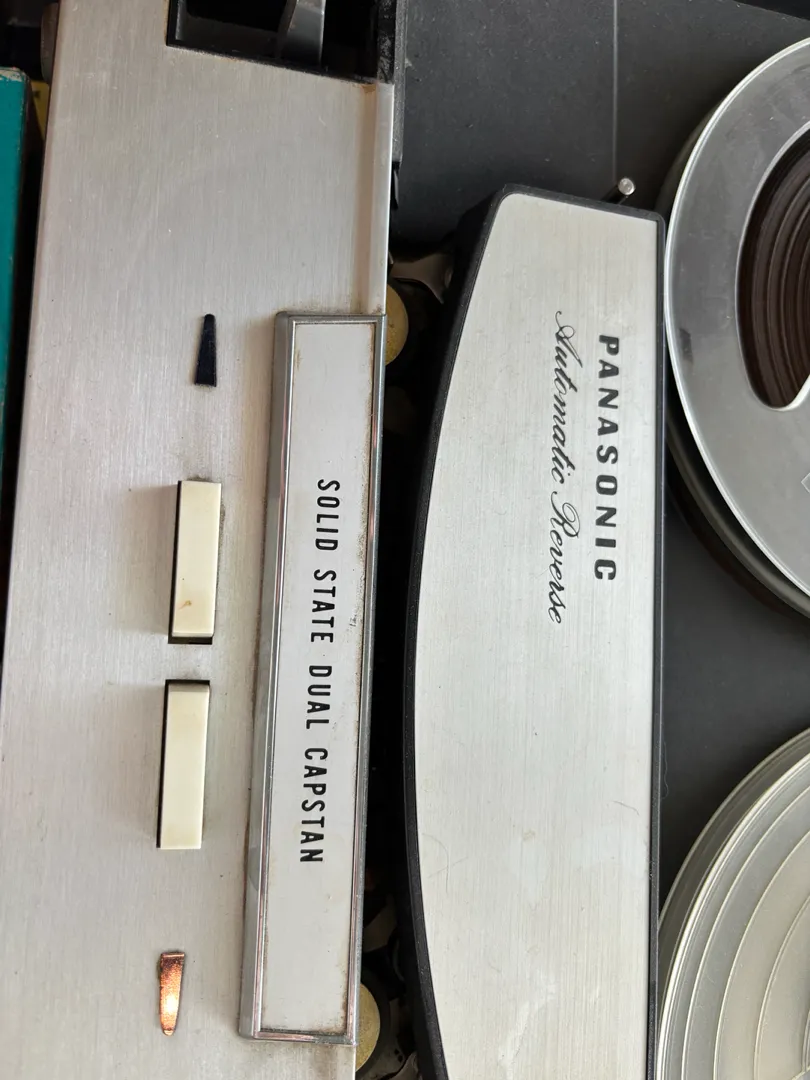 PANASONIC
Automatic Reverse
SOLID STATE DUAL CAPSTAN